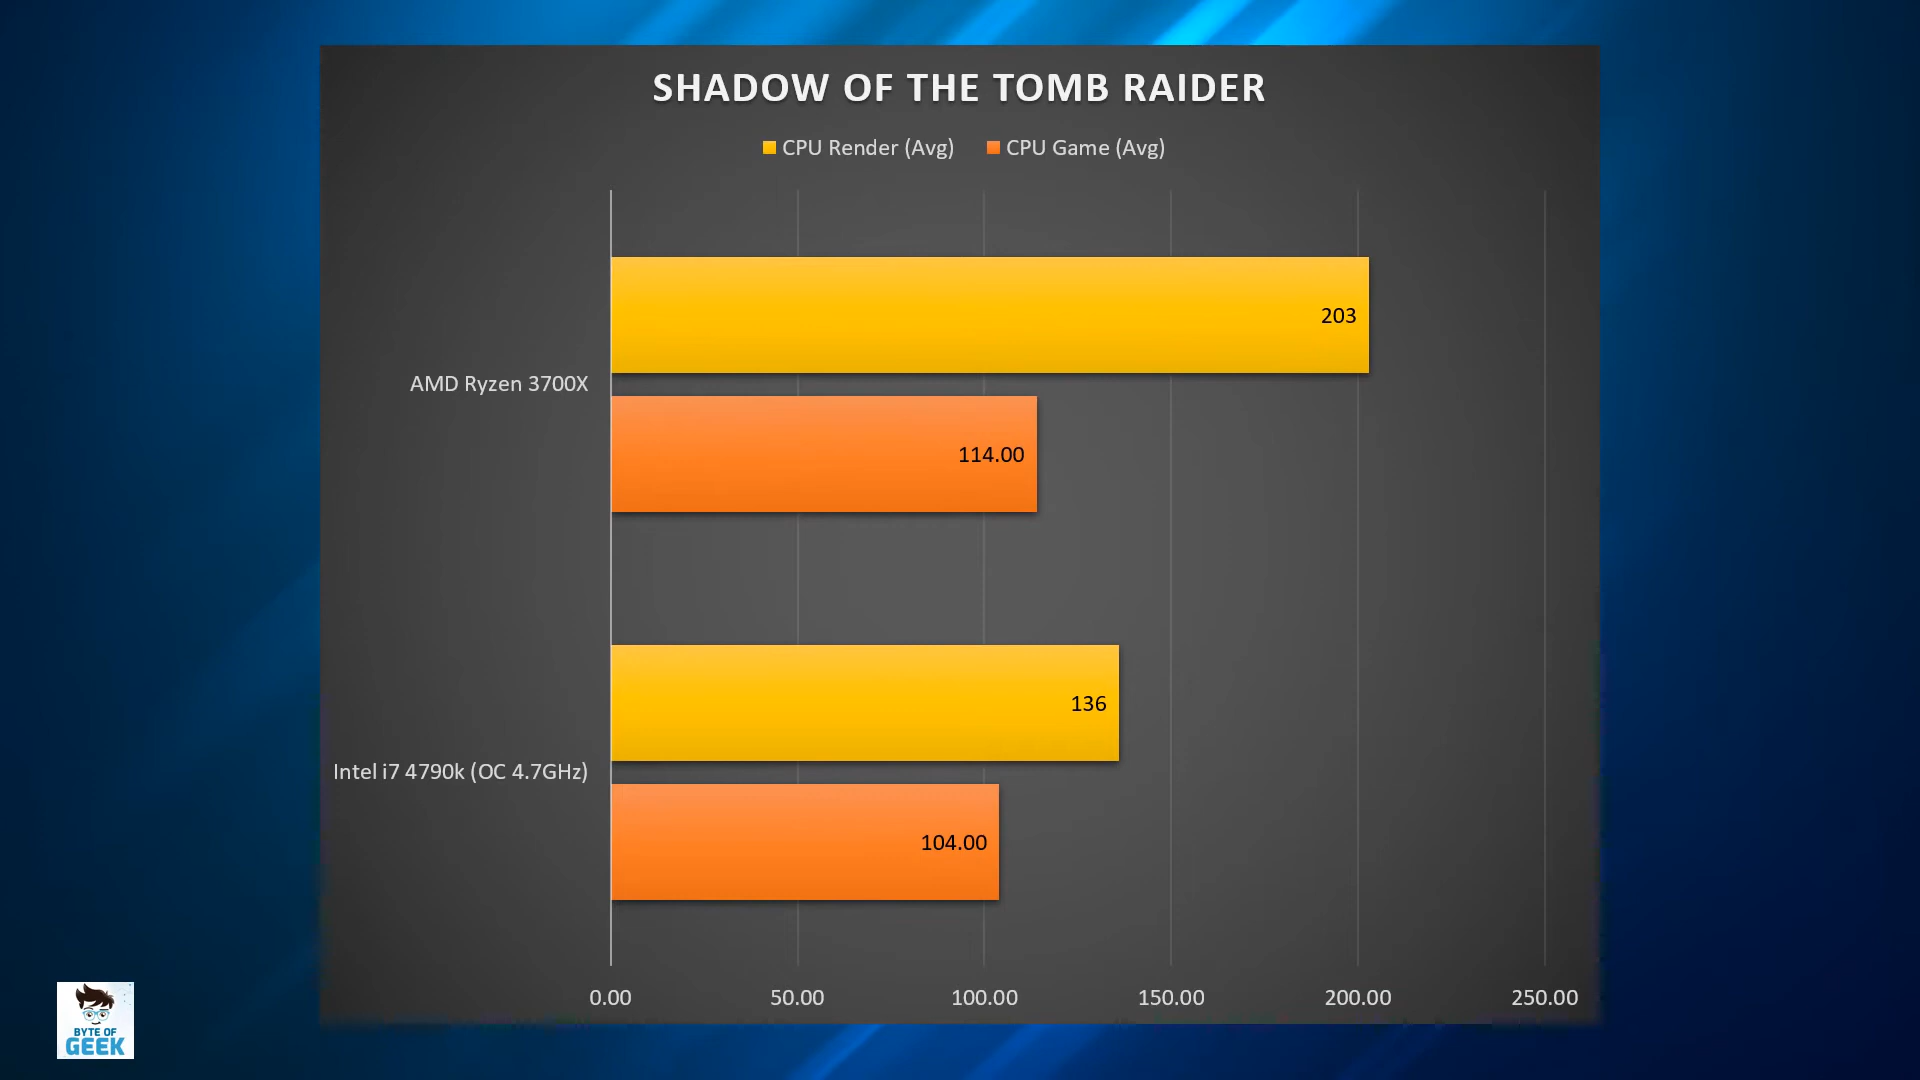 SHADOW OF THE TOMB RAIDER
CPU Render (Avg) CPU Game (Avg)
203
AMD Ryzen 3700X
114.00
136
Intel i7 4790k (OC 4.7GHz)
104.00
0.00 50.00 100.00 150.00 200.00 250.00
BYTE OF
GEEK